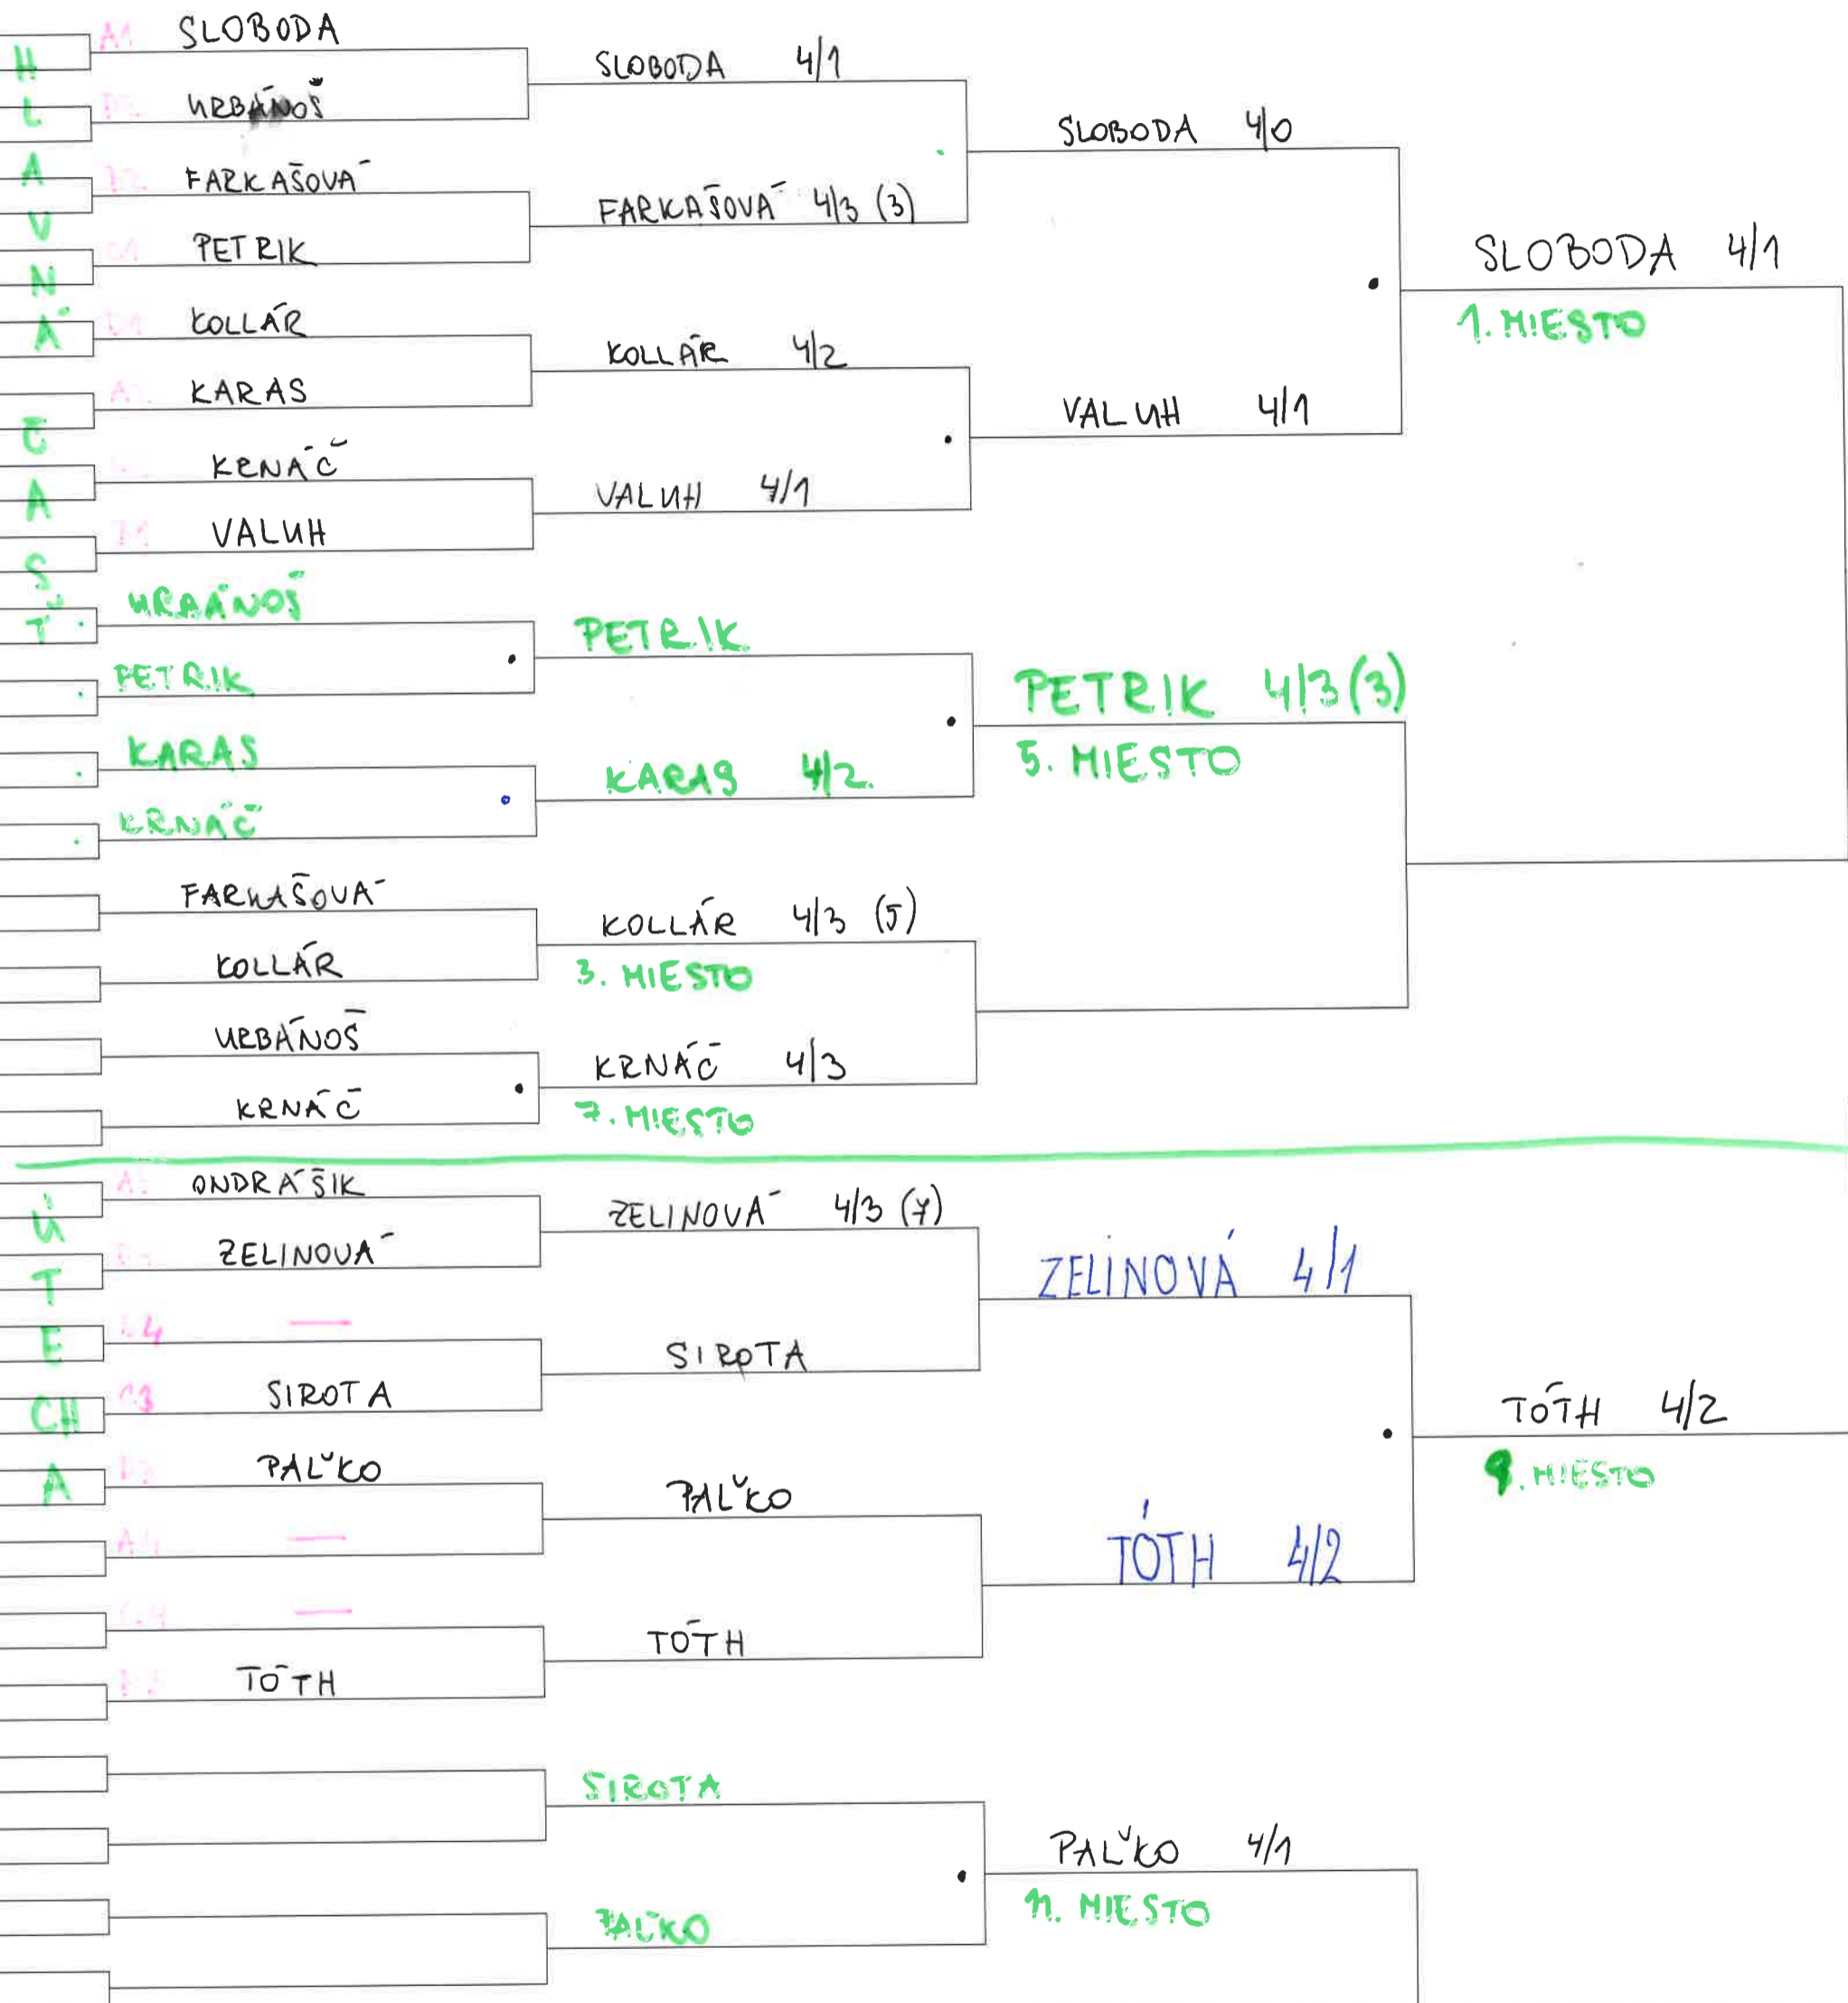 HLAVNÁ ČASŤ
A1 SLOBODA
URBÁNOŠ
FARKAŠOVÁ
PETRIK
KOLLÁR
KARAS
KRNÁČ
VALUH
SLOBODA 4/1
FARKAŠOVÁ 4/3 (3)
KOLLÁR 4/2
VALUH 4/1
SLOBODA 4/0
VALUH 4/1
SLOBODA 4/1
1. MIESTO
URBÁNOŠ
PETRIK
KARAS
KRNÁČ
PETRIK
KARAS 4/2
PETRIK 4/3 (3)
5. MIESTO
FARKAŠOVÁ
KOLLÁR
URBÁNOŠ
KRNÁČ
KOLLÁR 4/3 (5)
3. MIESTO
KRNÁČ 4/3
7. MIESTO
ÚTECHA
ONDRÁŠIK
ZELINOVÁ
SIROTA
PAĽKO
TÓTH
ZELINOVÁ 4/3 (7)
SIROTA
PAĽKO
TÓTH
ZELINOVÁ 4/1
TÓTH 4/2
TÓTH 4/2
9. MIESTO
SIROTA
PAĽKO
PAĽKO 4/1
11. MIESTO